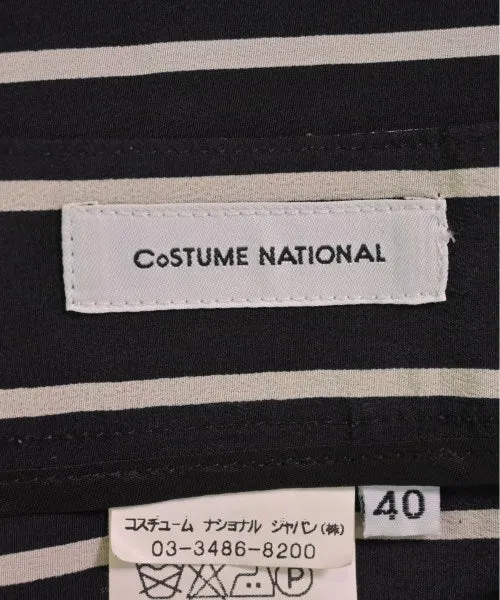 CoSTUME NATIONAL
40
コスチューム ナショナル ジャパン(株)
03-3486-8200
P